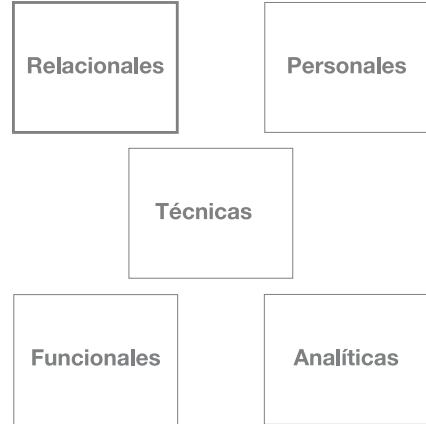 Relacionales
Personales
Técnicas
Funcionales
Analíticas